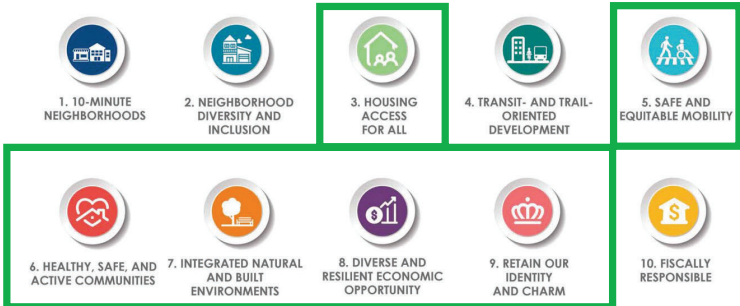 1. 10-MINUTE
NEIGHBORHOODS
2. NEIGHBORHOOD
DIVERSITY AND
INCLUSION
3. HOUSING
ACCESS
FOR ALL
4. TRANSIT- AND TRAIL-
ORIENTED
DEVELOPMENT
5. SAFE AND
EQUITABLE MOBILITY
6. HEALTHY, SAFE, AND
ACTIVE COMMUNITIES
7. INTEGRATED NATURAL
AND BUILT
ENVIRONMENTS
8. DIVERSE AND
RESILIENT ECONOMIC
OPPORTUNITY
9. RETAIN OUR
IDENTITY
AND CHARM
10. FISCALLY
RESPONSIBLE